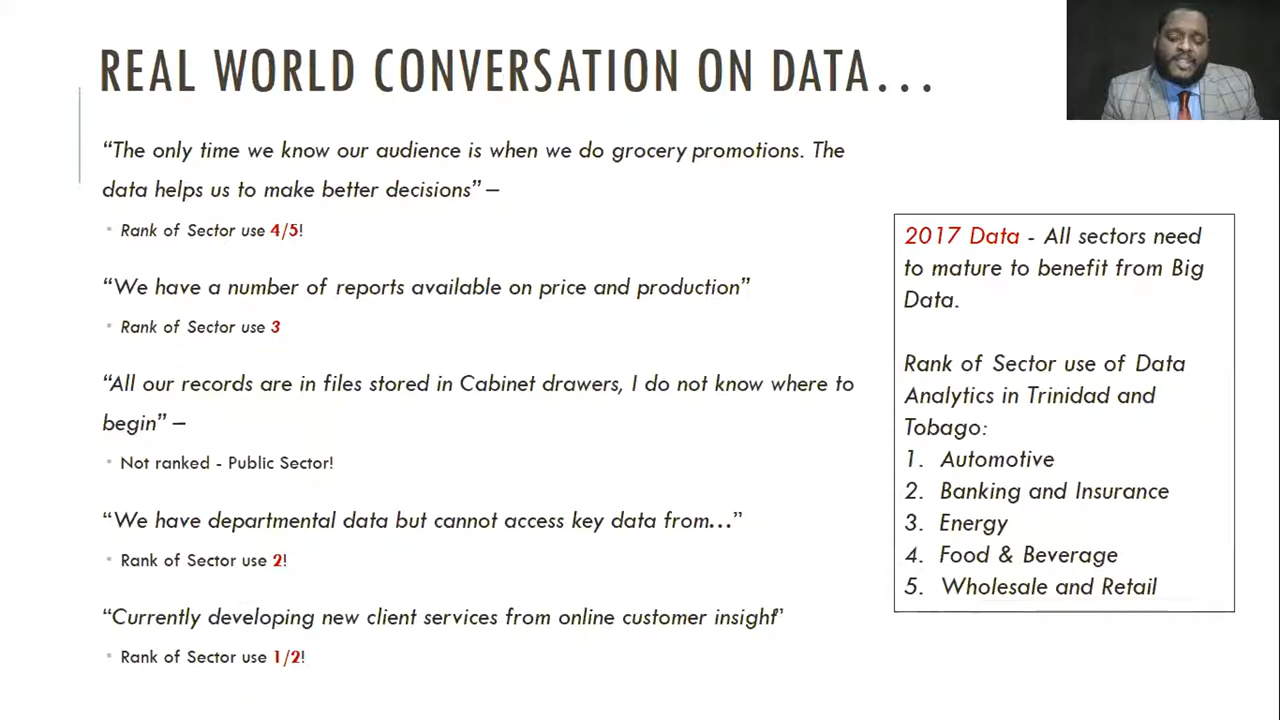 REAL WORLD CONVERSATION ON DATA...
“The only time we know our audience is when we do grocery promotions. The
data helps us to make better decisions” –
Rank of Sector use 4/5!
“We have a number of reports available on price and production”
Rank of Sector use 3
“All our records are in files stored in Cabinet drawers, I do not know where to
begin” –
Not ranked - Public Sector!
“We have departmental data but cannot access key data from...”
Rank of Sector use 2!
“Currently developing new client services from online customer insight”
Rank of Sector use 1/2!
2017 Data - All sectors need
to mature to benefit from Big
Data.
Rank of Sector use of Data
Analytics in Trinidad and
Tobago:
1. Automotive
2. Banking and Insurance
3. Energy
4. Food & Beverage
5. Wholesale and Retail